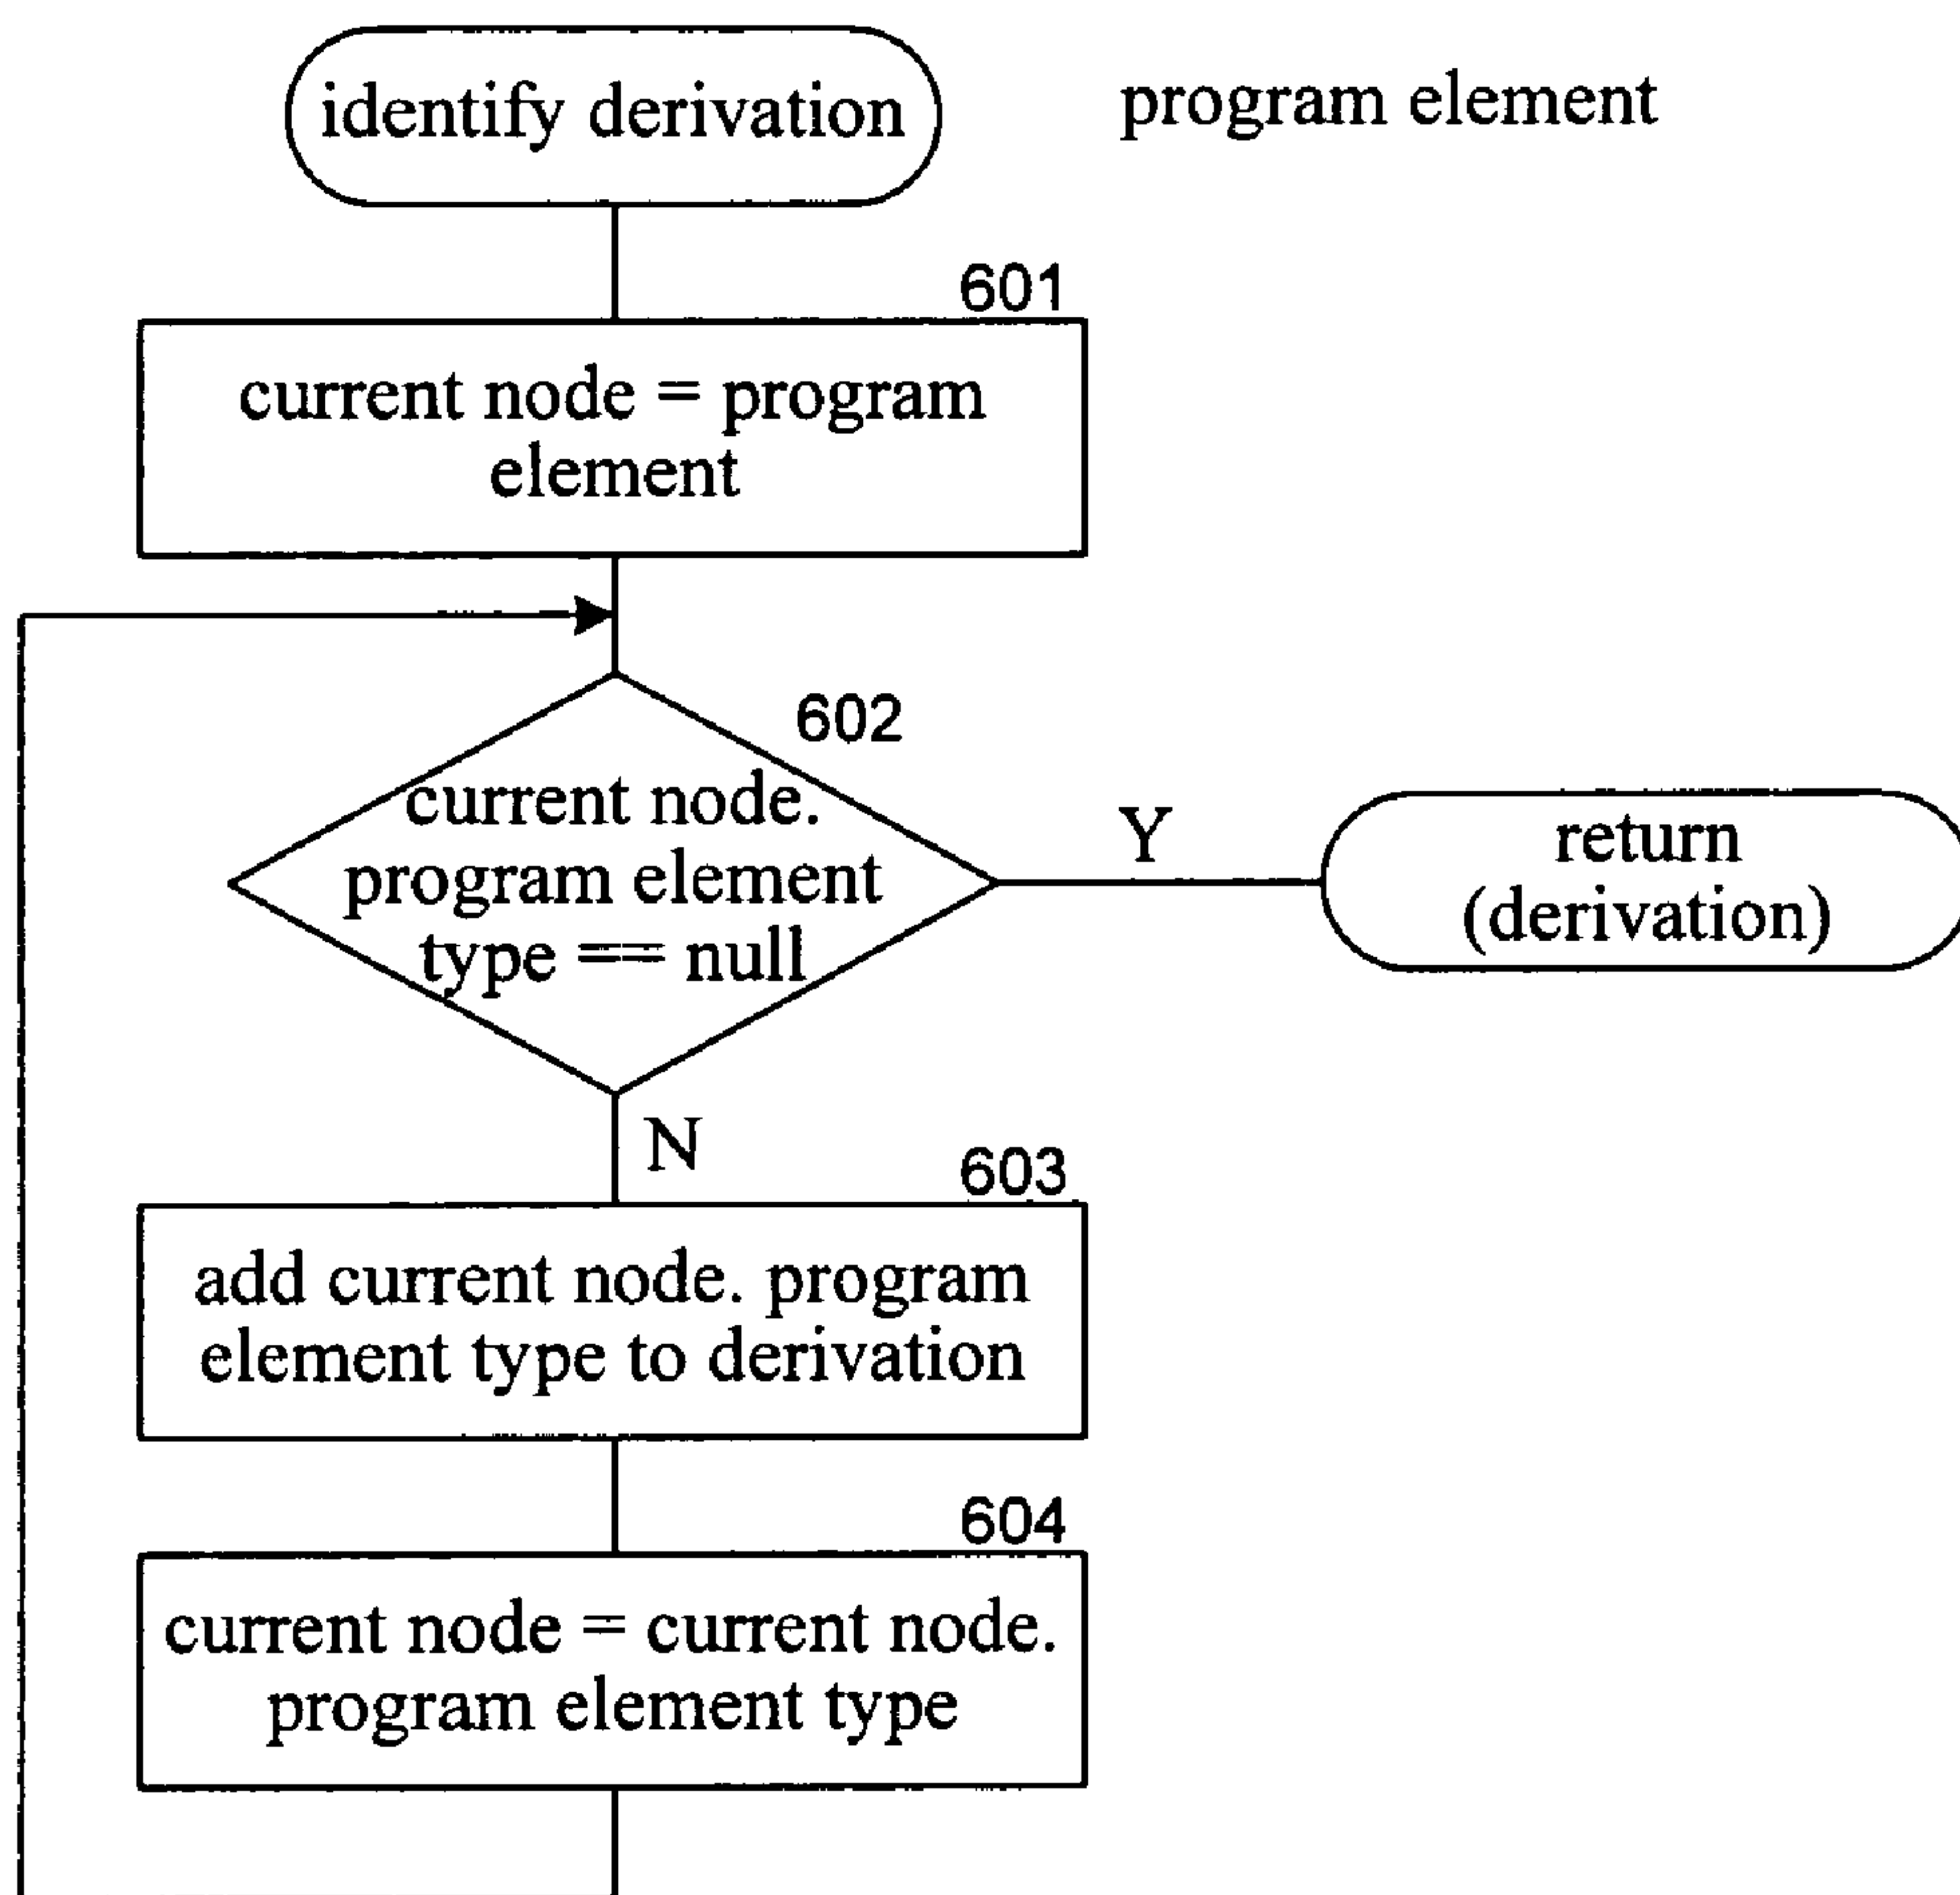 identify derivation
program element
601
current node = program
element
602
current node.
program element
type == null
Y
return
(derivation)
N
603
add current node. program
element type to derivation
604
current node = current node.
program element type